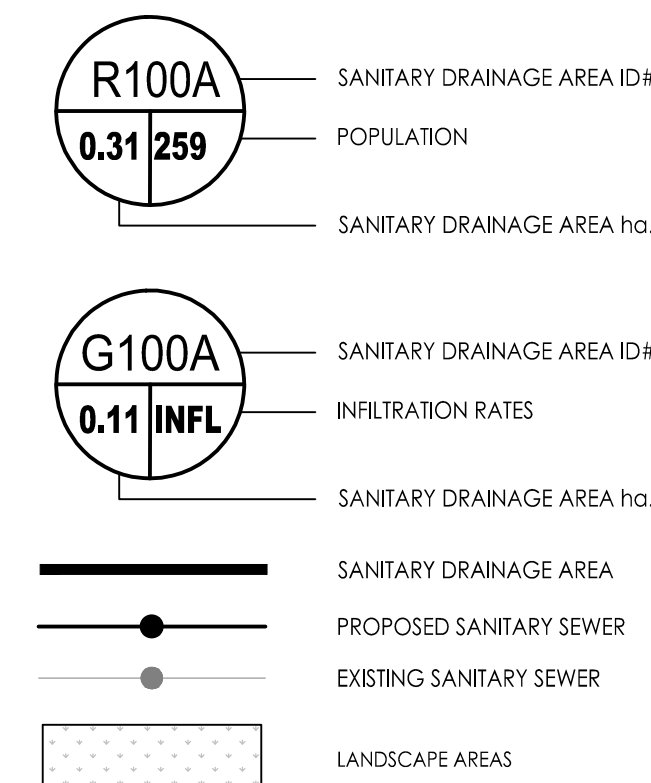 R100A
SANITARY DRAINAGE AREA ID#
0.31 259
POPULATION
SANITARY DRAINAGE AREA ha.
G100A
SANITARY DRAINAGE AREA ID#
0.11 INFL
INFILTRATION RATES
SANITARY DRAINAGE AREA ha.
SANITARY DRAINAGE AREA
PROPOSED SANITARY SEWER
EXISTING SANITARY SEWER
LANDSCAPE AREAS